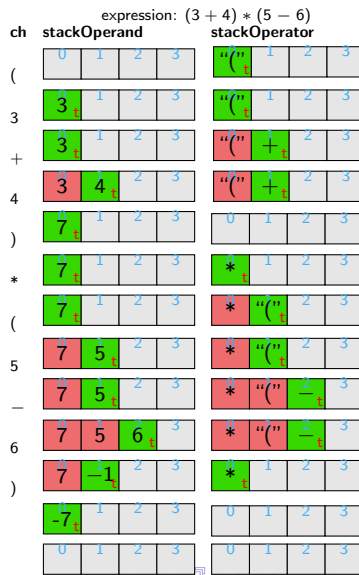 expression: (3 + 4) ∗ (5 − 6)
ch stackOperand stackOperator
( 0 1 2 3 “(” t 1 2 3
3 3 t 1 2 3 “(” t 1 2 3
+ 3 t 1 2 3 “(” + t 2 3
4 3 4 t 2 3 “(” + t 2 3
) 7 t 1 2 3 0 1 2 3
* 7 t 1 2 3 * t 1 2 3
( 7 t 1 2 3 * “(” t 2 3
5 7 5 t 2 3 * “(” t 2 3
− 7 5 t 2 3 * “(” − t 3
6 7 5 6 t 3 * “(” − t 3
) 7 −1 t 2 3 * t 1 2 3
-7 t 1 2 3 0 1 2 3
0 1 2 3 0 1 2 3